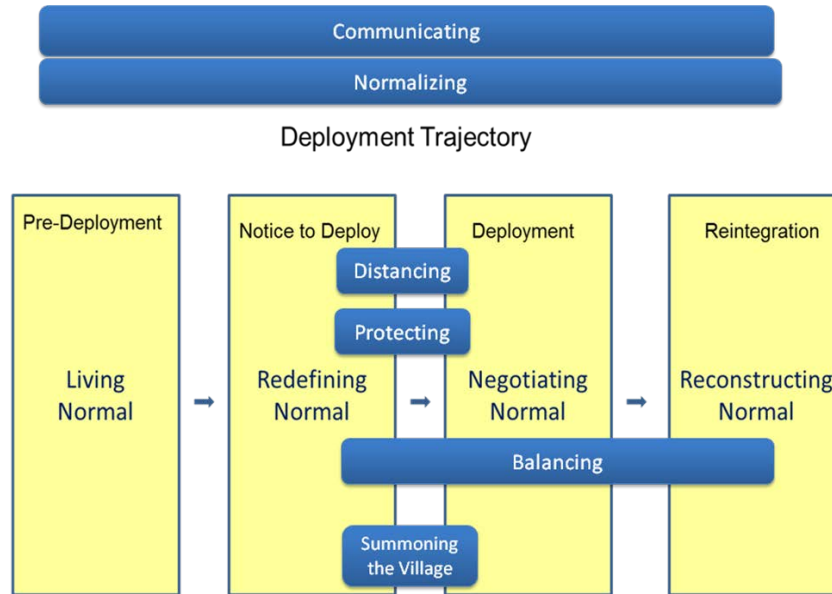 Communicating
Normalizing
Deployment Trajectory
Pre-Deployment
Notice to Deploy
Deployment
Reintegration
Distancing
Protecting
Living
Normal
Redefining
Normal
Negotiating
Normal
Reconstructing
Normal
Balancing
Summoning
the Village